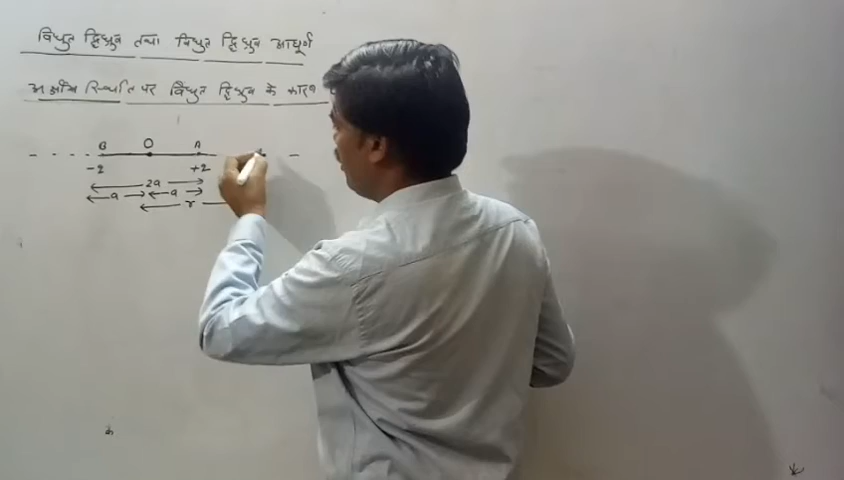 विधुत द्विध्रुव तथा विधुत द्विध्रुव आघूर्ण
अक्षीय स्थिति पर विधुत द्विध्रुव के कारण
B O A
-q +q
2a
a a
r